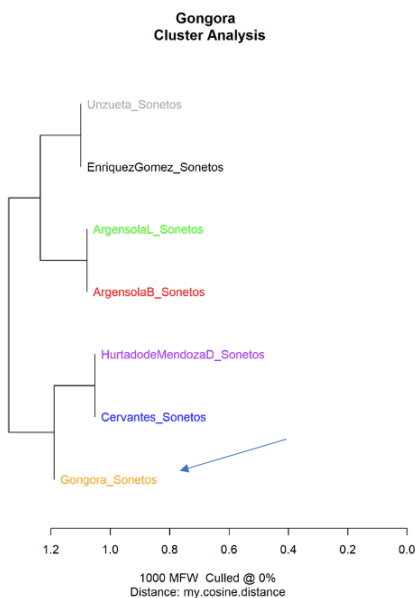 Gongora
Cluster Analysis
Unzueta_Sonetos
EnriquezGomez_Sonetos
ArgensolaL_Sonetos
ArgensolaB_Sonetos
HurtadodeMendozaD_Sonetos
Cervantes_Sonetos
Gongora_Sonetos
1.2 1.0 0.8 0.6 0.4 0.2 0.0
1000 MFW Culled @ 0%
Distance: my.cosine.distance